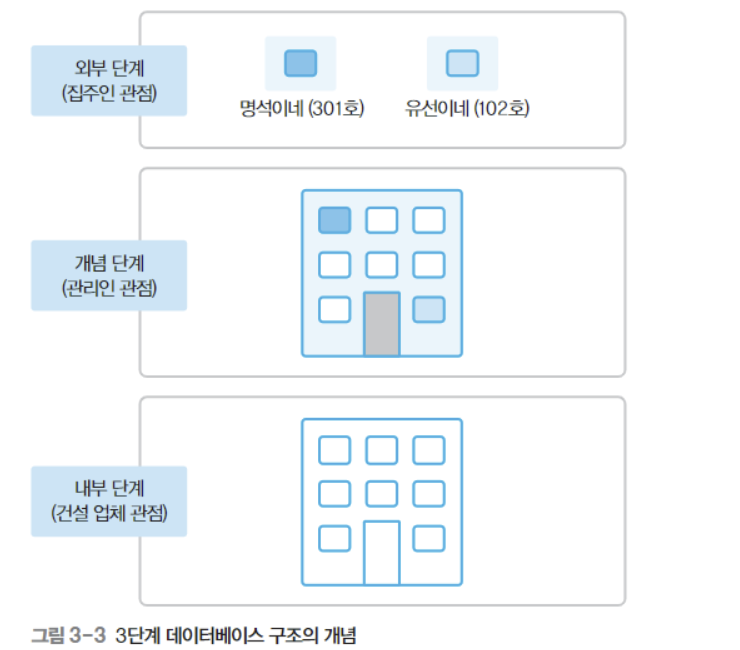 외부 단계
(집주인 관점)
명석이네 (301호)
유선이네 (102호)
개념 단계
(관리인 관점)
내부 단계
(건설 업체 관점)
그림 3-3 3단계 데이터베이스 구조의 개념